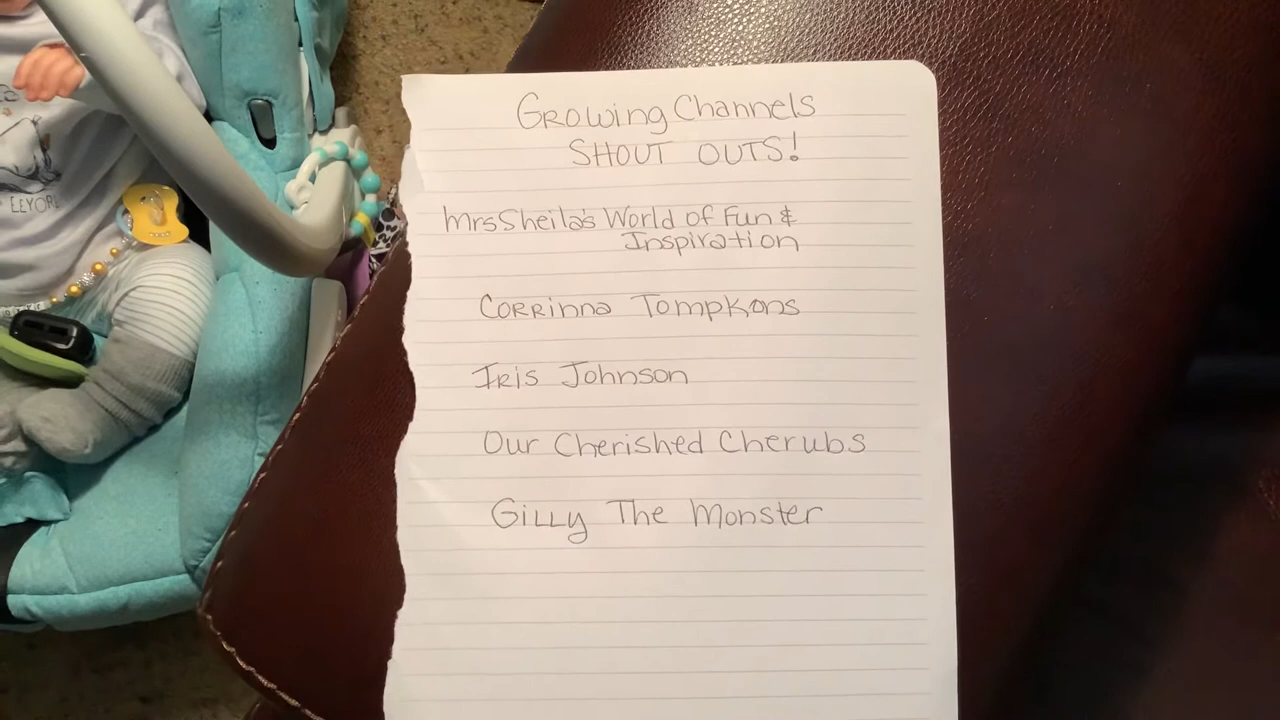 Growing Channels
SHOUT OUTS!
MrsSheila's World of Fun &
Inspiration
Corrinna Tompkons
Iris Johnson
Our Cherished Cherubs
Gilly The Monster
EEYORE